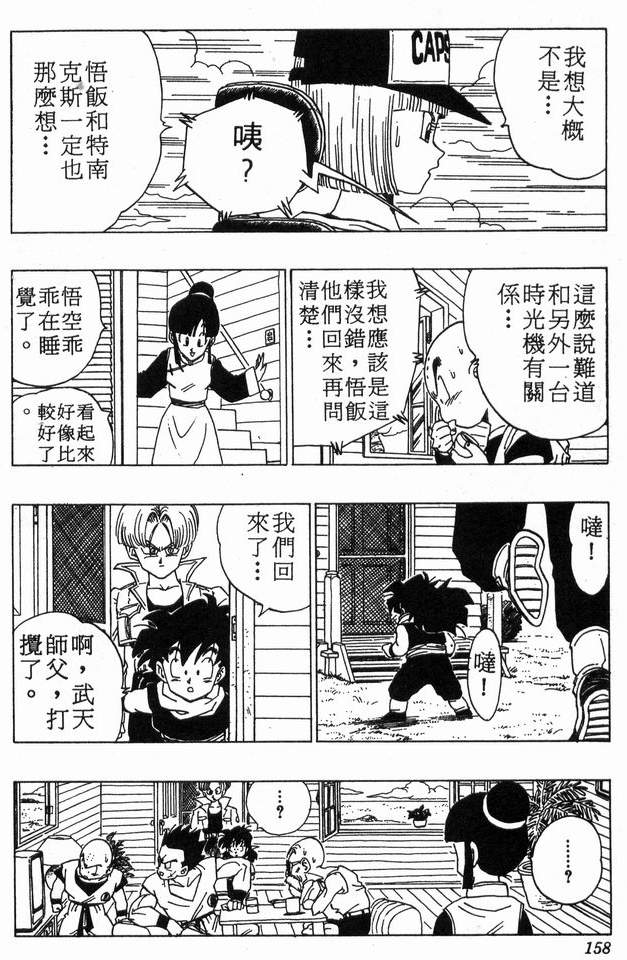 我想大概
不是…
CAPS
咦?
悟飯和特南
克斯一定也
那麼想…
這麼說難道
和另外一台
時光機有關
係…
我想應該是這
樣沒錯,悟飯
他們回來再問
清楚…
悟空乖
乖在睡
覺了。
看起來
好像比
較好了
。
噠!
噠!
我們回
來了…
啊,武天
師父,打
攪了。
…?
……?
158